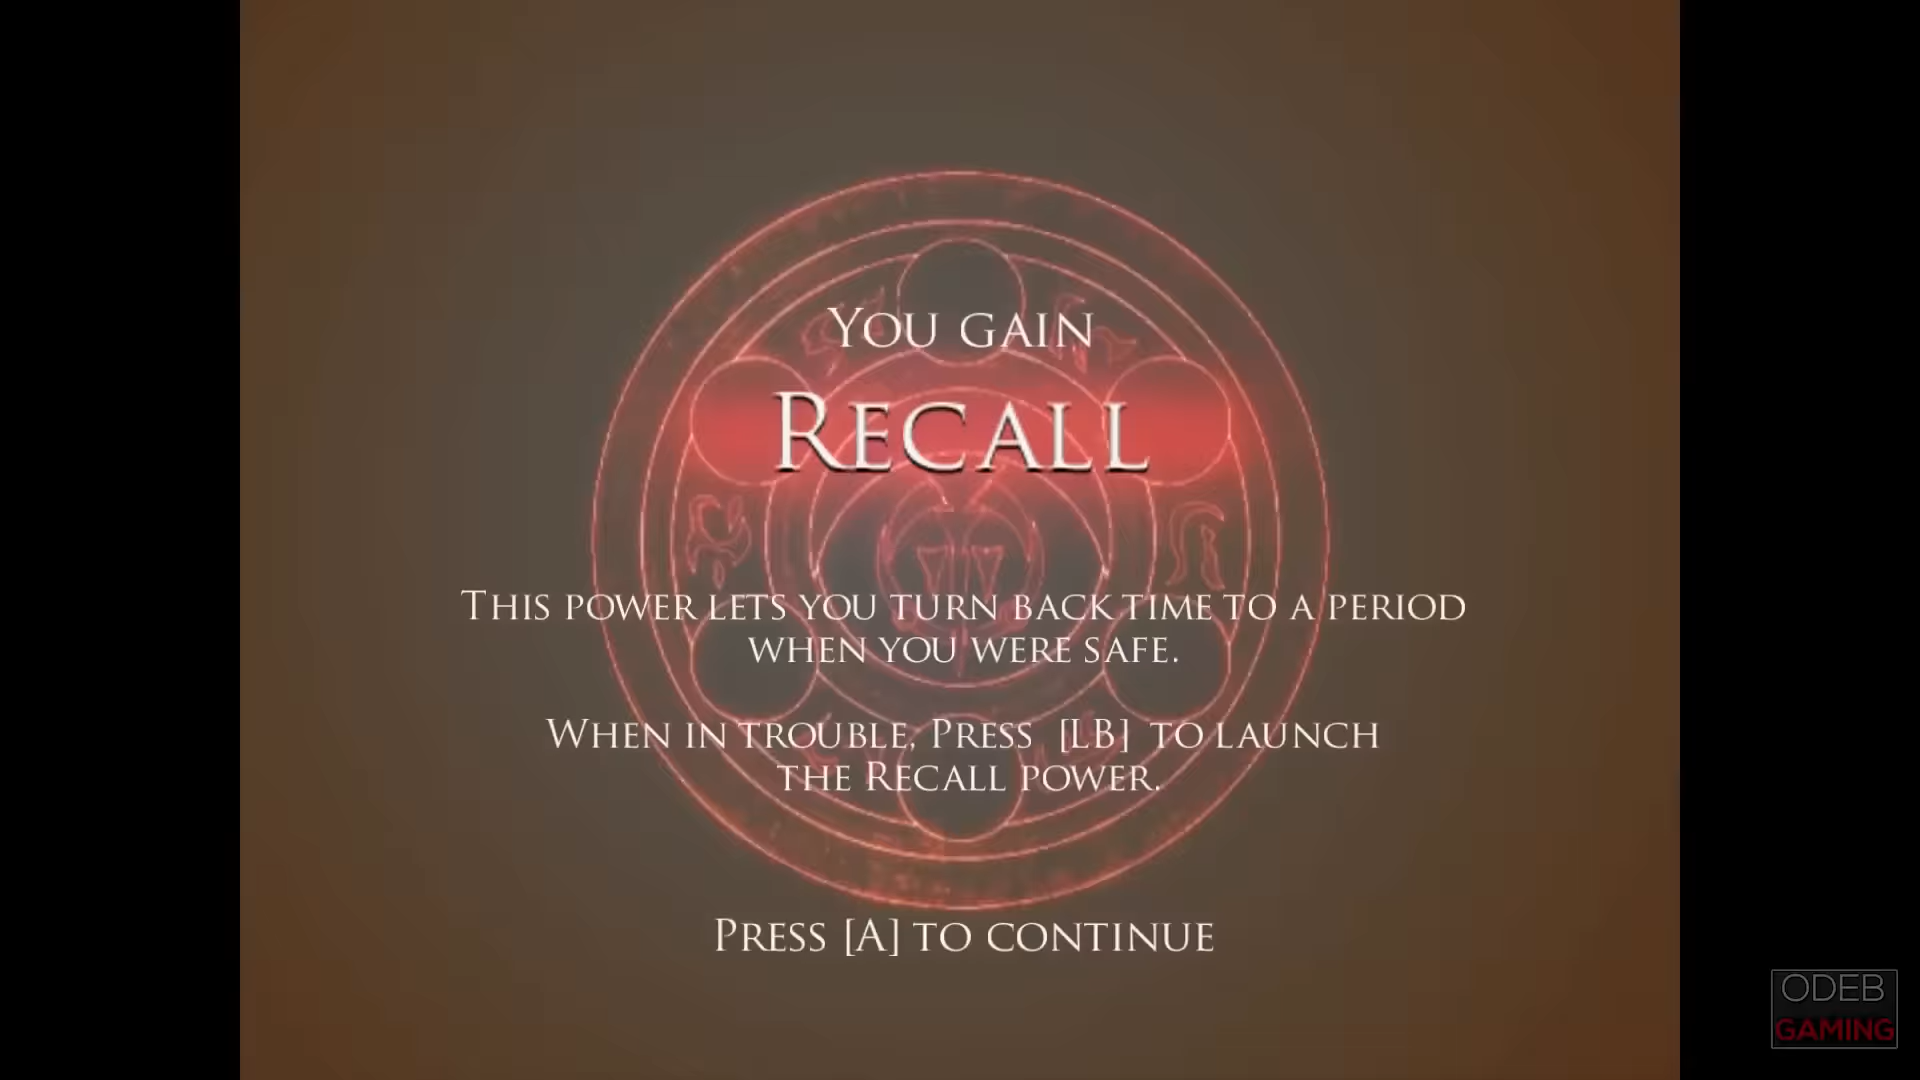 You gain
Recall
This power lets you turn back time to a period
when you were safe.
When in trouble, Press [LB] to launch
the Recall power.
Press [A] to continue
ODEB
GAMING